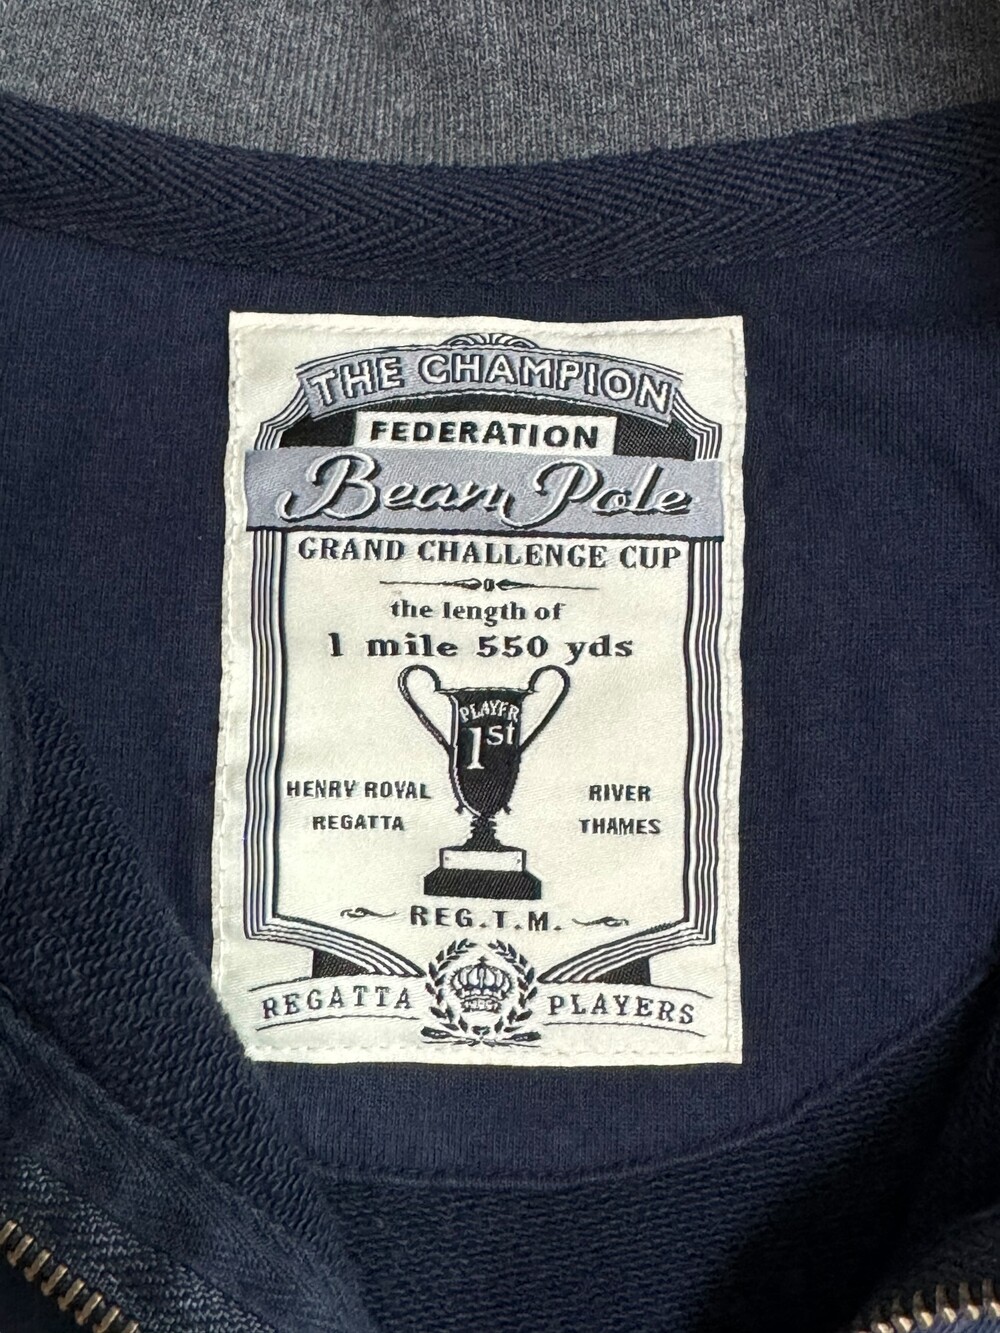 THE CHAMPION
FEDERATION
Bean Pole
GRAND CHALLENGE CUP
the length of
1 mile 550 yds
PLAYER
1st
HENRY ROYAL
REGATTA
RIVER
THAMES
REG.T.M.
REGATTA PLAYERS